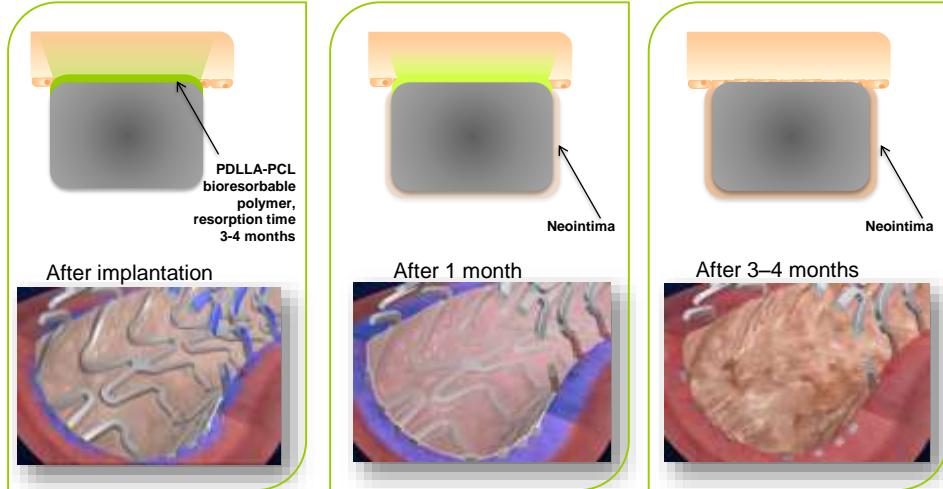 PDLLA-PCL
bioresorbable
polymer,
resorption time
3-4 months
After implantation
Neointima
After 1 month
Neointima
After 3–4 months